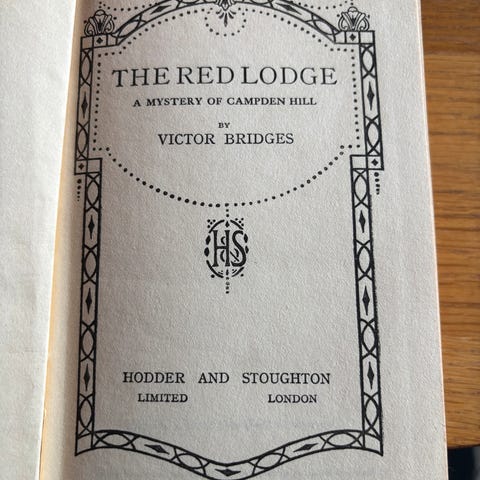 THE RED LODGE
A MYSTERY OF CAMPDEN HILL
BY
VICTOR BRIDGES
HS
HODDER AND STOUGHTON
LIMITED LONDON